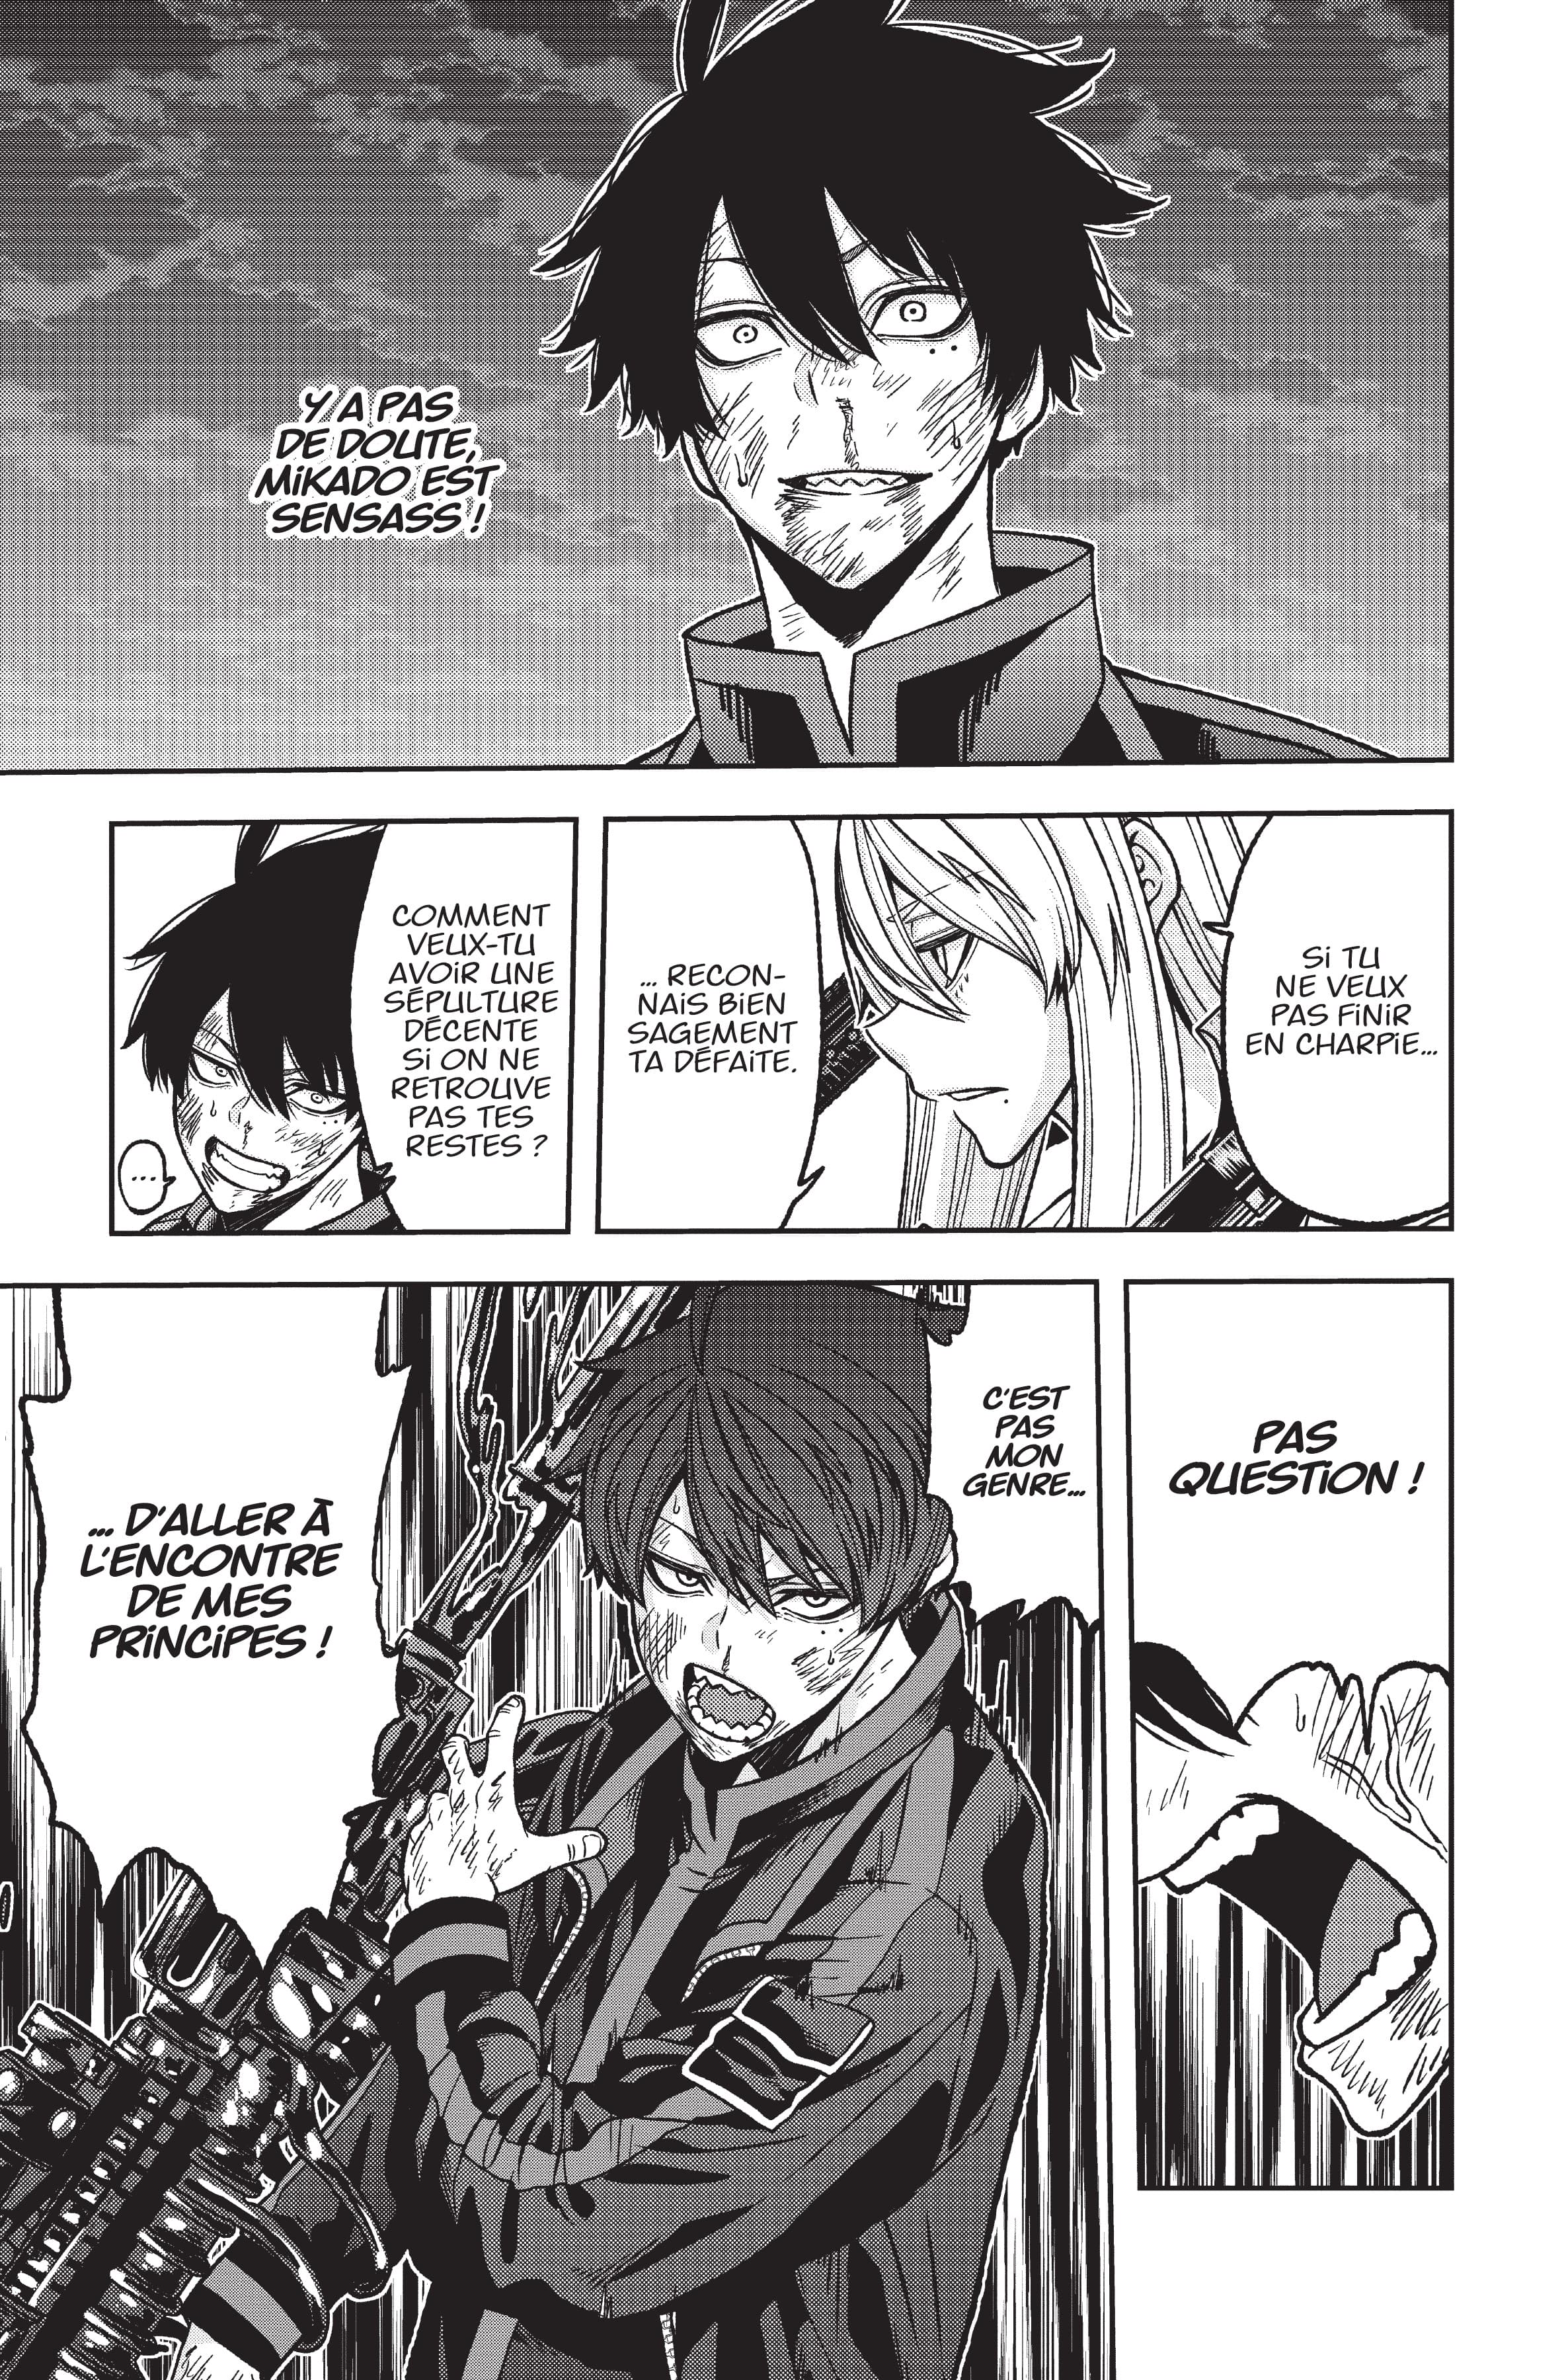 Y A PAS
DE DOUTE,
MIKADO EST
SENSASS !
SI TU
NE VEUX
PAS FINIR
EN CHARPIE...
... RECON-
NAIS BIEN
SAGEMENT
TA DÉFAITE.
COMMENT
VEUX-TU
AVOIR UNE
SÉPULTURE
DÉCENTE
SI ON NE
RETROUVE
PAS TES
RESTES ?
...
PAS
QUESTION !
C'EST
PAS
MON
GENRE...
... D'ALLER À
L'ENCONTRE
DE MES
PRINCIPES !